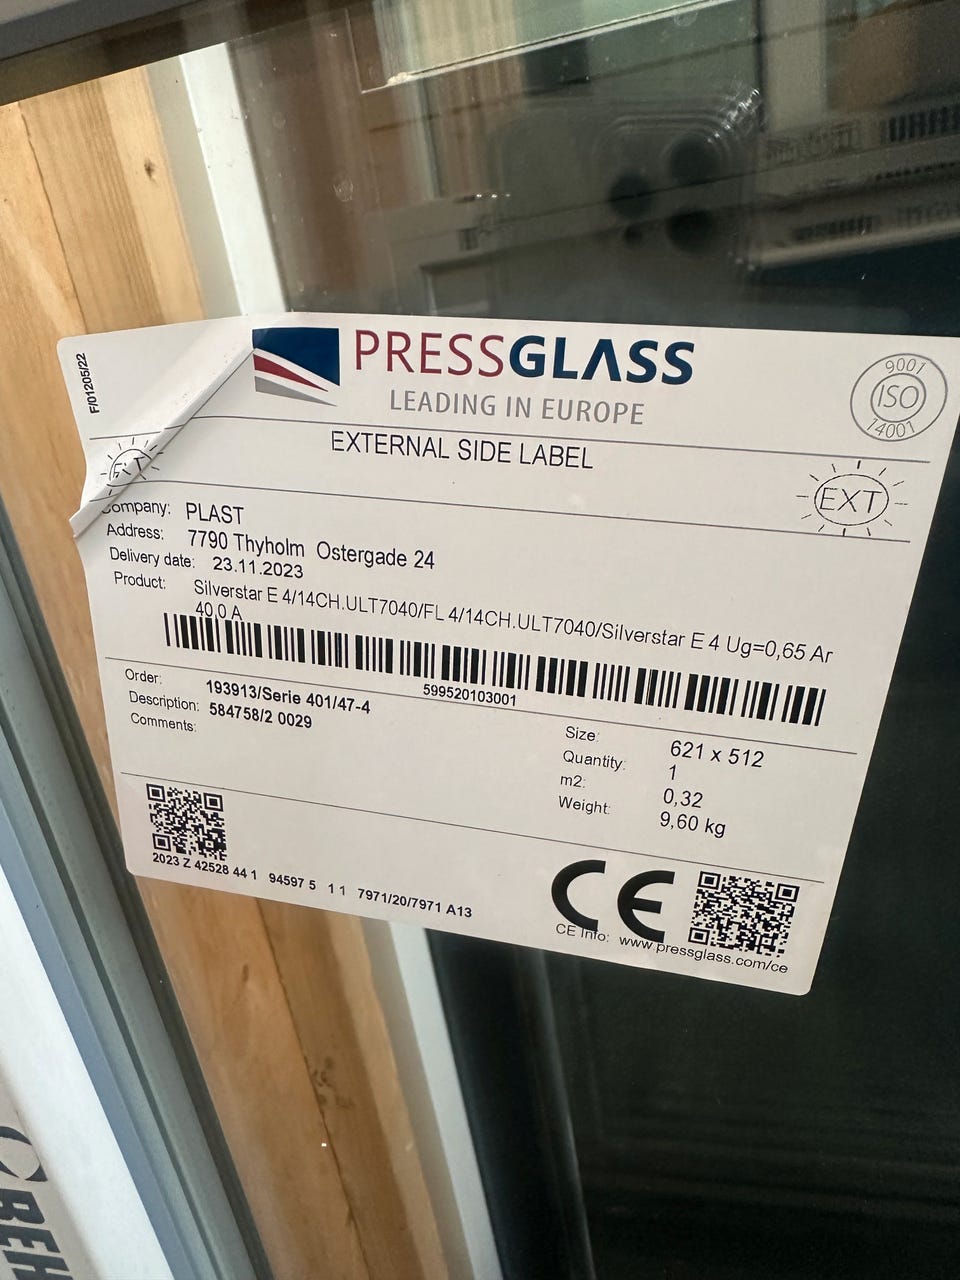 F/01205/22
PRESSGLASS
LEADING IN EUROPE
9001
ISO
14001
EXTERNAL SIDE LABEL
EXT
Company: PLAST
Address: 7790 Thyholm Ostergade 24
Delivery date: 23.11.2023
Product: Silverstar E 4/14CH.ULT7040/FL 4/14CH.ULT7040/Silverstar E 4 Ug=0,65 Ar
40,0 A
599520103001
Order: 193913/Serie 401/47-4
Description: 584758/2 0029
Comments:
Size: 621 x 512
Quantity: 1
m2: 0,32
Weight: 9,60 kg
2023 Z 42528 44 1 94597 5 1 1 7971/20/7971 A13
CE
CE Info: www.pressglass.com/ce